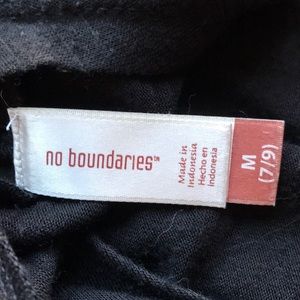 no boundaries™
Made in
Indonesia
Hecho en
indonesia
M
(7/9)